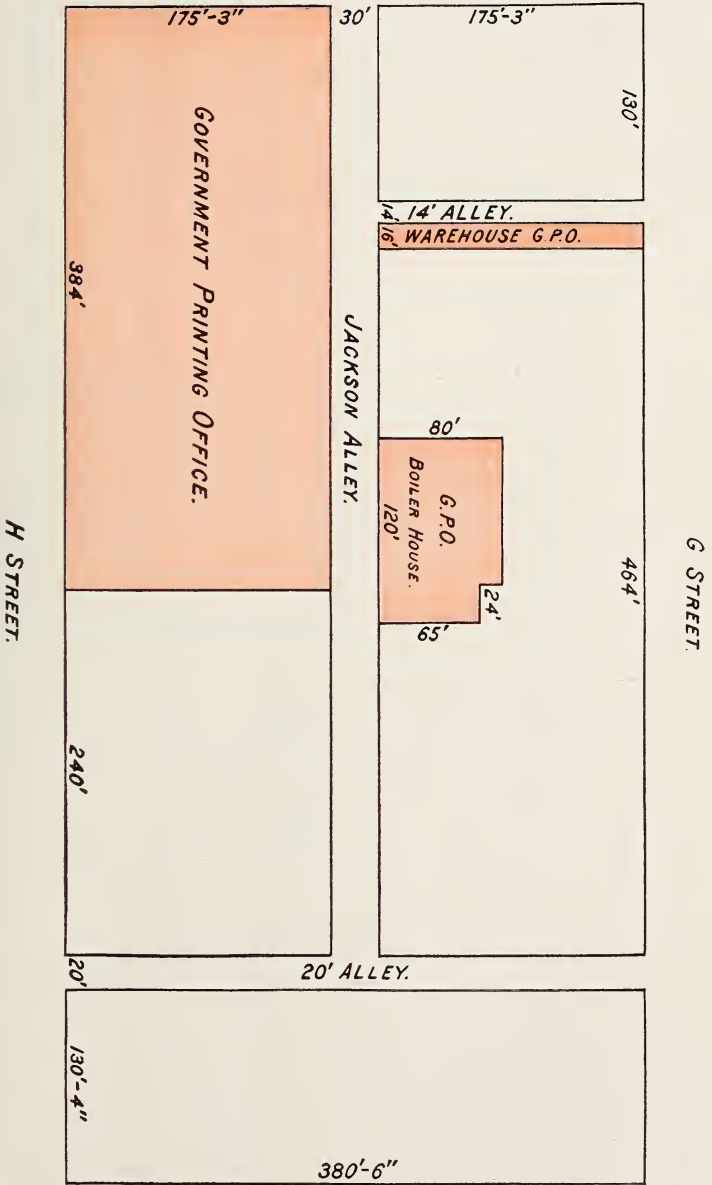 175'-3"
30'
175'-3"
130'
GOVERNMENT PRINTING OFFICE.
384'
14' 14' ALLEY.
16' WAREHOUSE G.P.O.
JACKSON ALLEY.
80'
G.P.O.
BOILER HOUSE.
120'
24'
65'
464'
G STREET.
H STREET.
240'
20'
20' ALLEY.
130'-4"
380'-6"